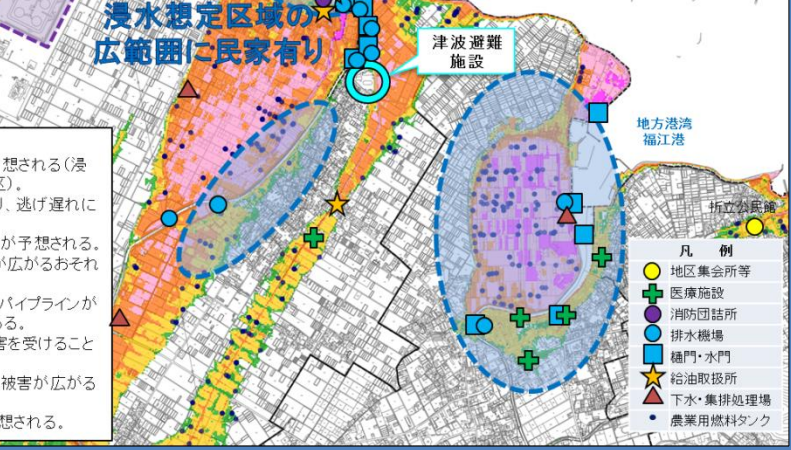 浸水想定区域の
広範囲に民家有り
津波避難
施設
地方港湾
福江港
折立公民館
想される(浸
区)。
り、逃げ遅れに
が予想される。
が広がるおそれ
パイプラインが
る。
害を受けること
被害が広がる
想される。
凡 例
地区集会所等
医療施設
消防団詰所
排水機場
樋門・水門
給油取扱所
下水・集排処理場
農業用燃料タンク